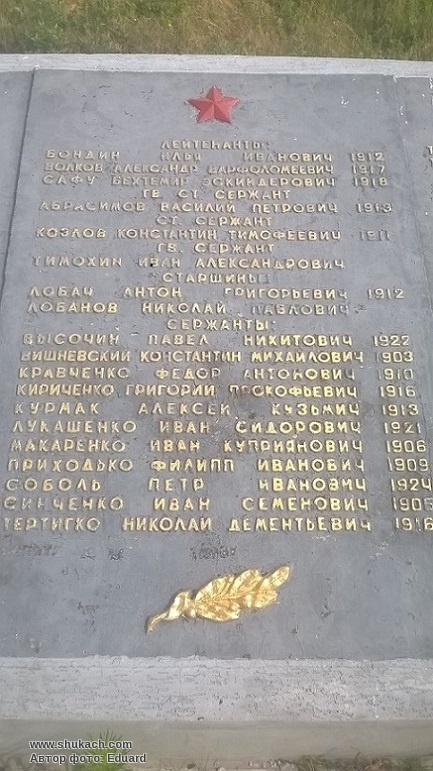 ЛЕЙТЕНАНТЫ:
БОНДИН ИЛЬЯ ИВАНОВИЧ 1912
ВОЛКОВ АЛЕКСАНДР ВАРФОЛОМЕЕВИЧ 1917
САФУ БЕХТЕМИР ЭСКИНДЕРОВИЧ 1918
ГВ. СТ. СЕРЖАНТ
АБРАСИМОВ ВАСИЛИЙ ПЕТРОВИЧ 1913
СТ. СЕРЖАНТ
КОЗЛОВ КОНСТАНТИН ТИМОФЕЕВИЧ 1911
ГВ. СЕРЖАНТ
ТИМОХИН ИВАН АЛЕКСАНДРОВИЧ
СТАРШИНЫ
ЛОБАЧ АНТОН ГРИГОРЬЕВИЧ 1912
ЛОБАНОВ НИКОЛАЙ ПАВЛОВИЧ
СЕРЖАНТЫ:
ВЫСОЧИН ПАВЕЛ НИКИТОВИЧ 1922
ВИШНЕВСКИЙ КОНСТАНТИН МИХАЙЛОВИЧ 1903
КРАВЧЕНКО ФЕДОР АНТОНОВИЧ 1910
КИРИЧЕНКО ГРИГОРИЙ ПРОКОФЬЕВИЧ 1916
КУРМАК АЛЕКСЕЙ КУЗЬМИЧ 1913
ЛУКАШЕНКО ИВАН СИДОРОВИЧ 1921
МАКАРЕНКО ИВАН КУПРИЯНОВИЧ 1906
ПРИХОДЬКО ФИЛИПП ИВАНОВИЧ 1909
СОБОЛЬ ПЕТР ИВАНОВИЧ 1924
СИНЧЕНКО ИВАН СЕМЕНОВИЧ 1905
ТЕРТИГКО НИКОЛАЙ ДЕМЕНТЬЕВИЧ 1916
www.shukach.com
Автор фото: Eduard